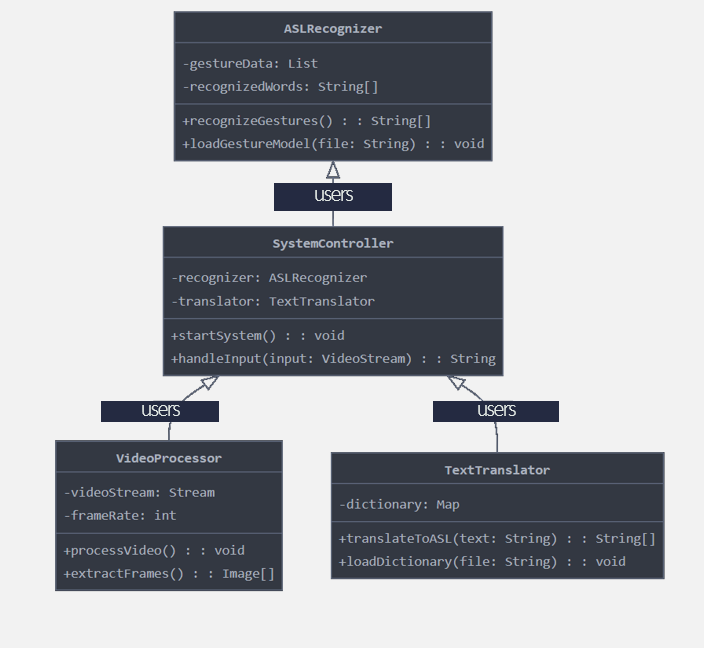 ASLRecognizer
-gestureData: List
-recognizedWords: String[]
+recognizeGestures() : : String[]
+loadGestureModel(file: String) : : void
users
SystemController
-recognizer: ASLRecognizer
-translator: TextTranslator
+startSystem() : : void
+handleInput(input: VideoStream) : : String
users
users
VideoProcessor
-videoStream: Stream
-frameRate: int
+processVideo() : : void
+extractFrames() : : Image[]
TextTranslator
-dictionary: Map
+translateToASL(text: String) : : String[]
+loadDictionary(file: String) : : void